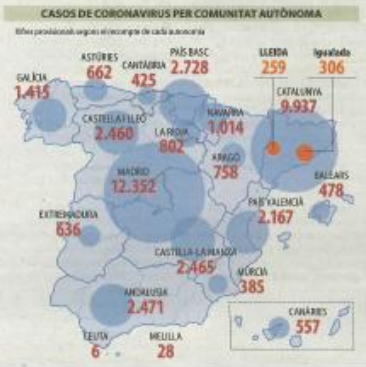 CASOS DE CORONAVIRUS PER COMUNITAT AUTÒNOMA
Xifres provisionals segons el recompte de cada autonomia
GALÍCIA
1.415
ASTÚRIES
662
CANTÀBRIA
425
PAÍS BASC
2.728
LLEIDA
259
Igualada
306
CATALUNYA
9.937
NAVARRA
1.014
CASTELLA I LLEÓ
2.460
LA RIOJA
802
ARAGÓ
758
MADRID
12.352
BALEARS
478
EXTREMADURA
636
PAÍS VALENCIÀ
2.167
CASTELLA-LA MANXA
2.465
MÚRCIA
385
ANDALUSIA
2.471
CANÀRIES
557
CEUTA
6
MELILLA
28